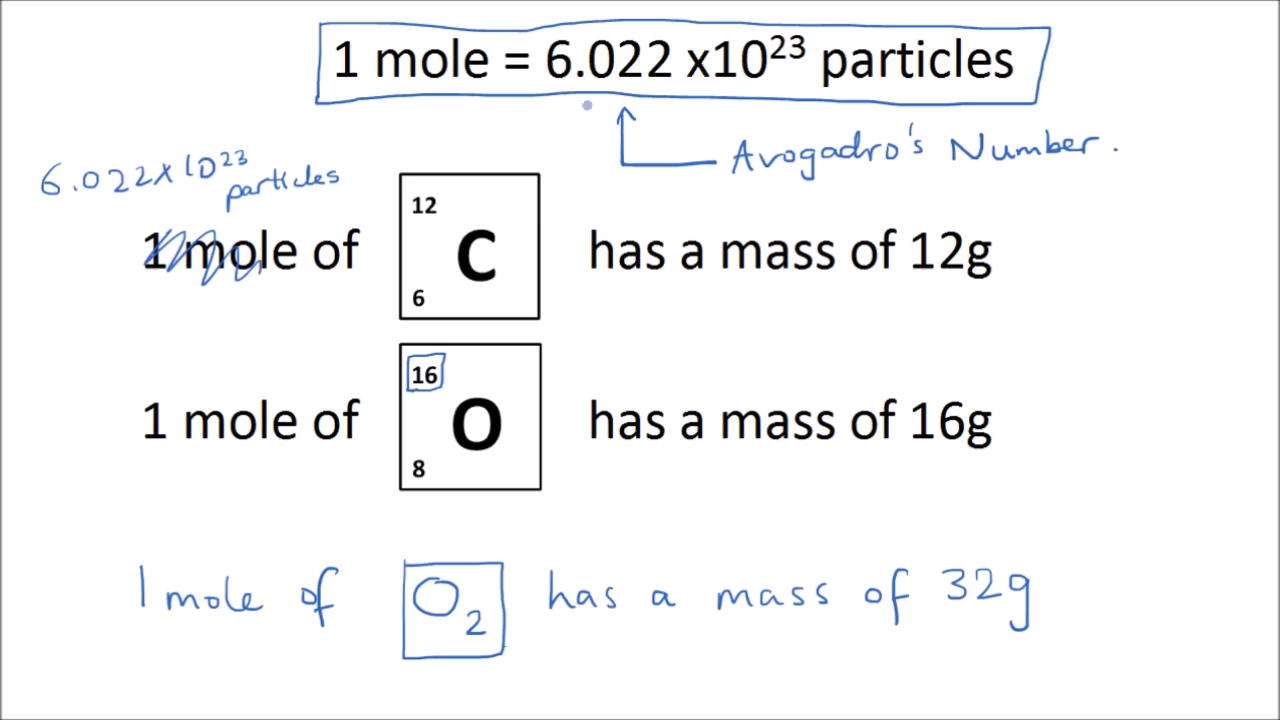 1 mole = 6.022 x10²³ particles
Avogadro's Number.
6.022x10²³
particles
12
1 mole of C has a mass of 12g
6
16
1 mole of O has a mass of 16g
8
1 mole of O₂ has a mass of 32g